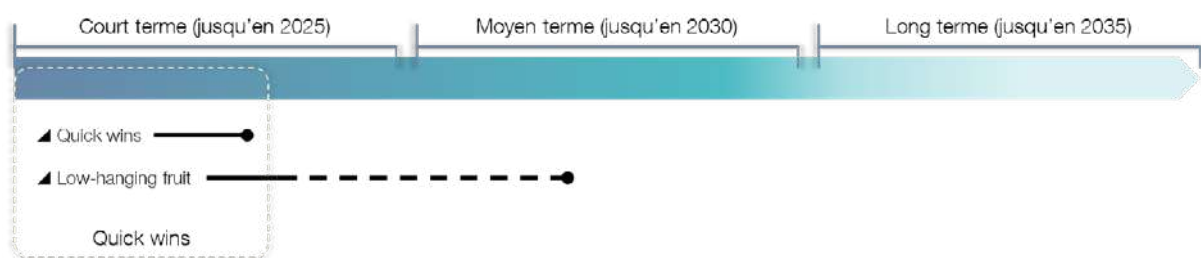 Court terme (jusqu'en 2025) Moyen terme (jusqu'en 2030) Long terme (jusqu'en 2035)
Quick wins
Low-hanging fruit
Quick wins